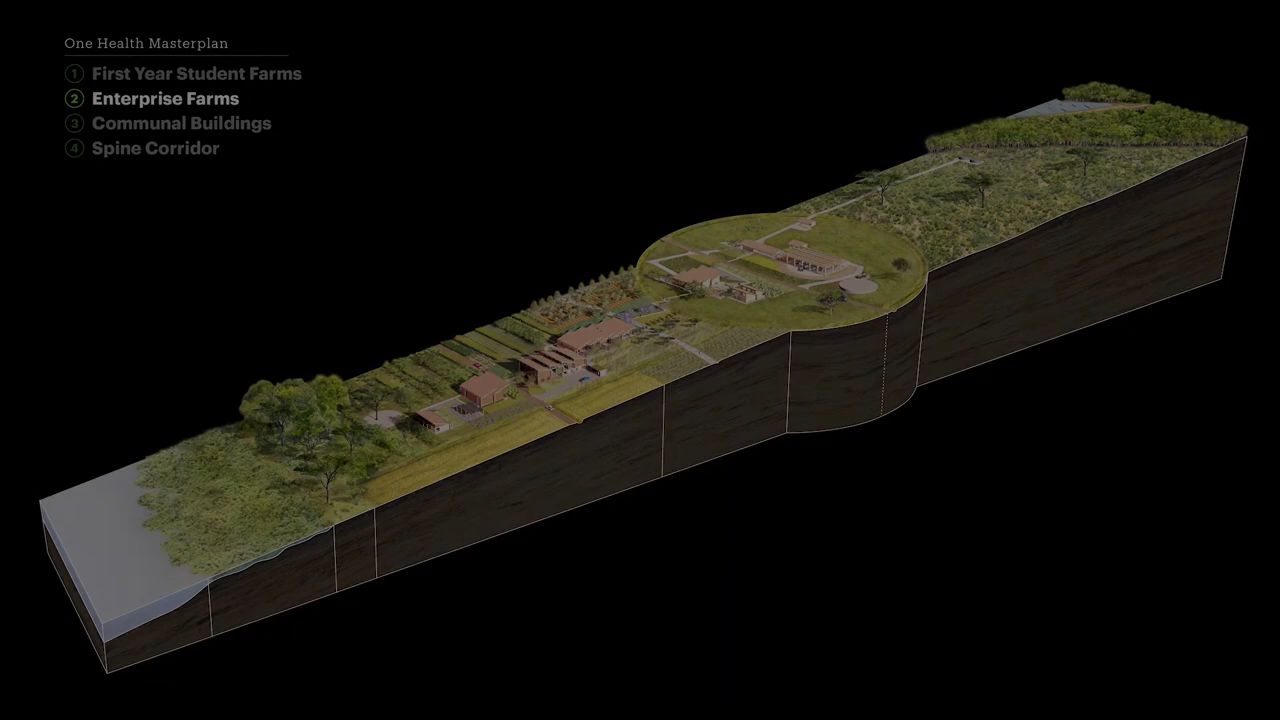 One Health Masterplan
1 First Year Student Farms
2 Enterprise Farms
3 Communal Buildings
4 Spine Corridor